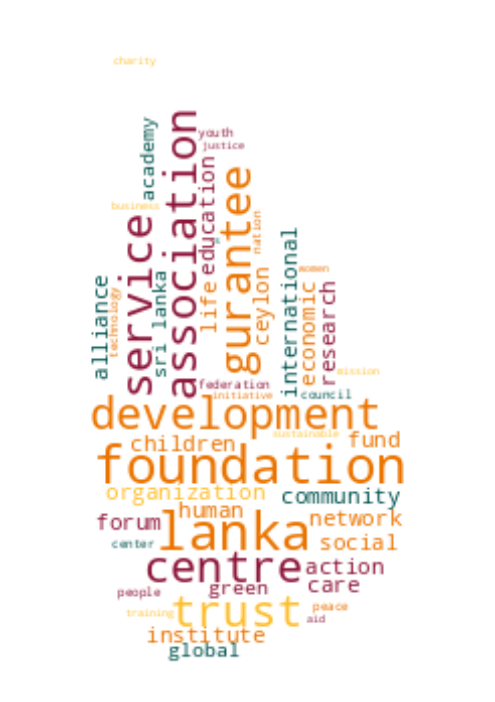 charity
academy
association
youth
justice
education
gurantee
business
service
nation
sri lanka
life
ceylon
international
women
alliance
technology
economic
research
mission
federation
initiative
council
development
sustainable
children
fund
foundation
organization
community
human
forum
lanka
network
center
social
centre
action
people
green
care
training
trust
peace
aid
institute
global